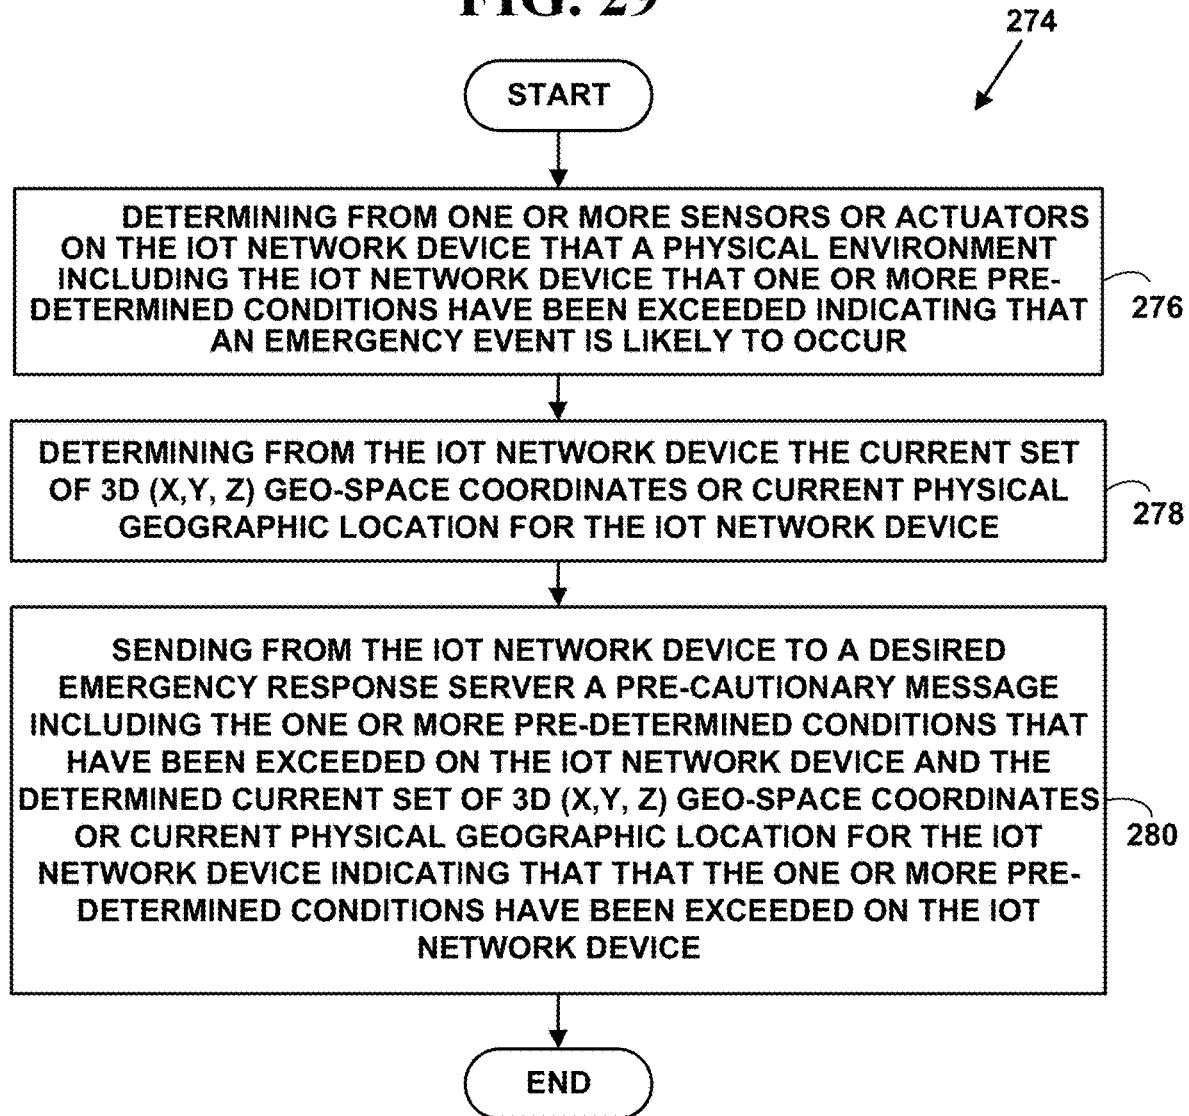 FIG. 29
274
START
DETERMINING FROM ONE OR MORE SENSORS OR ACTUATORS
ON THE IOT NETWORK DEVICE THAT A PHYSICAL ENVIRONMENT
INCLUDING THE IOT NETWORK DEVICE THAT ONE OR MORE PRE-
DETERMINED CONDITIONS HAVE BEEN EXCEEDED INDICATING THAT
AN EMERGENCY EVENT IS LIKELY TO OCCUR
276
DETERMINING FROM THE IOT NETWORK DEVICE THE CURRENT SET
OF 3D (X,Y, Z) GEO-SPACE COORDINATES OR CURRENT PHYSICAL
GEOGRAPHIC LOCATION FOR THE IOT NETWORK DEVICE
278
SENDING FROM THE IOT NETWORK DEVICE TO A DESIRED
EMERGENCY RESPONSE SERVER A PRE-CAUTIONARY MESSAGE
INCLUDING THE ONE OR MORE PRE-DETERMINED CONDITIONS THAT
HAVE BEEN EXCEEDED ON THE IOT NETWORK DEVICE AND THE
DETERMINED CURRENT SET OF 3D (X,Y, Z) GEO-SPACE COORDINATES
OR CURRENT PHYSICAL GEOGRAPHIC LOCATION FOR THE IOT
NETWORK DEVICE INDICATING THAT THAT THE ONE OR MORE PRE-
DETERMINED CONDITIONS HAVE BEEN EXCEEDED ON THE IOT
NETWORK DEVICE
280
END